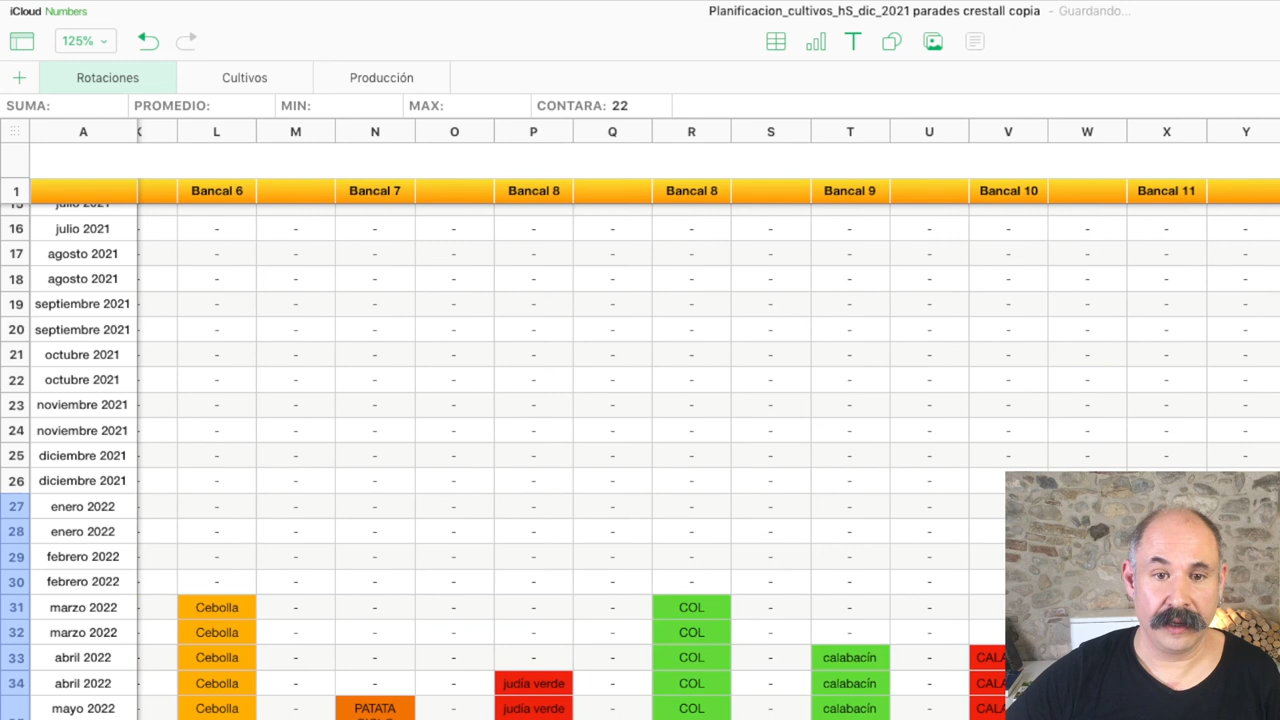 iCloud Numbers
Planificacion_cultivos_hS_dic_2021 parades crestall copia - Guardando...
125%
+ Rotaciones Cultivos Producción
SUMA: PROMEDIO: MIN: MAX: CONTARA: 22
A L M N O P Q R S T U V W X Y
1 Bancal 6 Bancal 7 Bancal 8 Bancal 8 Bancal 9 Bancal 10 Bancal 11
16 julio 2021 - - - - - - - - - - - - - -
17 agosto 2021 - - - - - - - - - - - - - -
18 agosto 2021 - - - - - - - - - - - - - -
19 septiembre 2021 - - - - - - - - - - - - - -
20 septiembre 2021 - - - - - - - - - - - - - -
21 octubre 2021 - - - - - - - - - - - - - -
22 octubre 2021 - - - - - - - - - - - - - -
23 noviembre 2021 - - - - - - - - - - - - - -
24 noviembre 2021 - - - - - - - - - - - - - -
25 diciembre 2021 - - - - - - - - - - - - - -
26 diciembre 2021 - - - - - - - - - -
27 enero 2022 - - - - - - - - - -
28 enero 2022 - - - - - - - - - -
29 febrero 2022 - - - - - - - - - -
30 febrero 2022 - - - - - - - - - -
31 marzo 2022 Cebolla - - - - - COL - - -
32 marzo 2022 Cebolla - - - - - COL - - -
33 abril 2022 Cebolla - - - - - COL - calabacín -
34 abril 2022 Cebolla - - - judía verde - COL - calabacín -
mayo 2022 Cebolla - PATATA - judía verde - COL - calabacín -